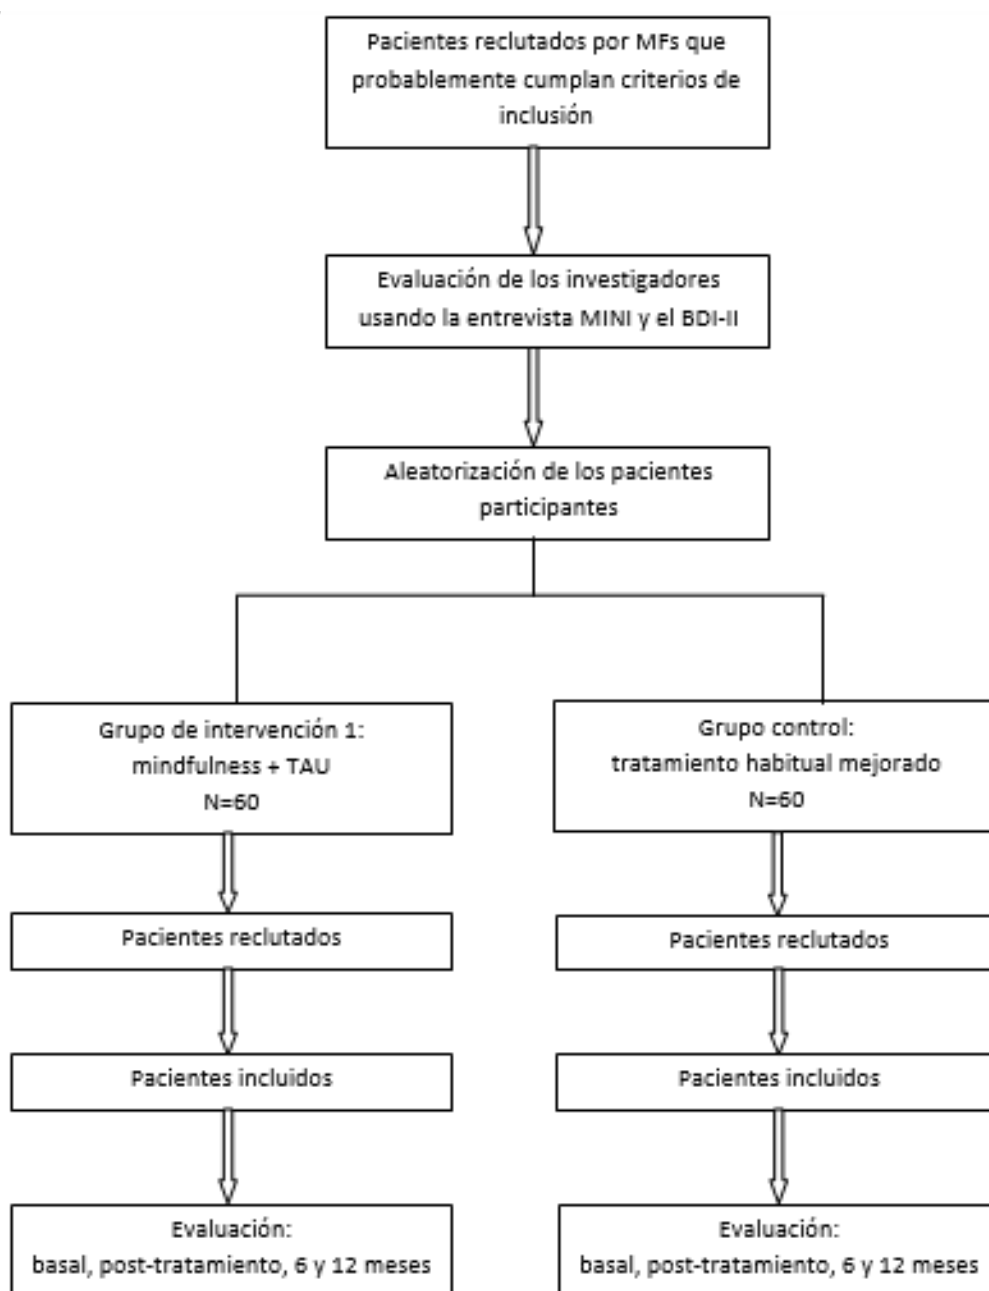 Pacientes reclutados por MFs que
probablemente cumplan criterios de
inclusión
Evaluación de los investigadores
usando la entrevista MINI y el BDI-II
Aleatorización de los pacientes
participantes
Grupo de intervención 1:
mindfulness + TAU
N=60
Pacientes reclutados
Pacientes incluidos
Evaluación:
basal, post-tratamiento, 6 y 12 meses
Grupo control:
tratamiento habitual mejorado
N=60
Pacientes reclutados
Pacientes incluidos
Evaluación:
basal, post-tratamiento, 6 y 12 meses